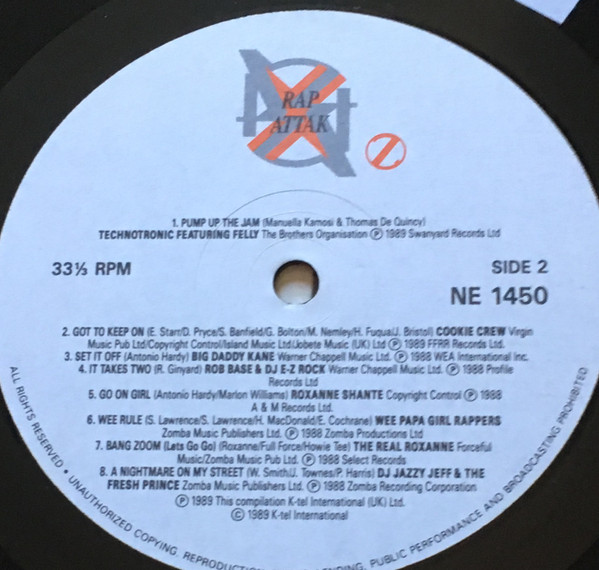 RAP
ATTAK
1. PUMP UP THE JAM (Manuella Kamosi & Thomas De Quincy)
TECHNOTRONIC FEATURING FELLY The Brothers Organisation Ⓟ 1989 Swanyard Records Ltd
33⅓ RPM
SIDE 2
NE 1450
2. GOT TO KEEP ON (E. Starr/D. Pryce/S. Banfield/G. Bolton/M. Nemley/H. Fuqua/J. Bristol) COOKIE CREW Virgin
Music Pub Ltd/Copyright Control/Island Music Ltd/Jobete Music (UK) Ltd Ⓟ 1989 FFRR Records Ltd.
3. SET IT OFF (Antonio Hardy) BIG DADDY KANE Warner Chappell Music Ltd. Ⓟ 1988 WEA International Inc.
4. IT TAKES TWO (R. Ginyard) ROB BASE & DJ E-Z ROCK Warner Chappell Music Ltd. Ⓟ 1988 Profile
Records Ltd
5. GO ON GIRL (Antonio Hardy/Marlon Williams) ROXANNE SHANTE Copyright Control Ⓟ 1988
A & M Records Ltd.
6. WEE RULE (S. Lawrence/S. Lawrence/H. MacDonald/E. Cochrane) WEE PAPA GIRL RAPPERS
Zomba Music Publishers Ltd. Ⓟ 1988 Zomba Productions Ltd
7. BANG ZOOM (Lets Go Go) (Roxanne/Full Force/Howie Tee) THE REAL ROXANNE Forceful
Music/Zomba Music Pub Ltd. Ⓟ 1988 Select Records
8. A NIGHTMARE ON MY STREET (W. Smith/J. Townes/P. Harris) DJ JAZZY JEFF & THE
FRESH PRINCE Zomba Music Publishers Ltd. Ⓟ 1988 Zomba Recording Corporation
Ⓟ 1989 This compilation K-tel International (UK) Ltd.
© 1989 K-tel International
ALL RIGHTS RESERVED • UNAUTHORIZED COPYING, REPRODUCTION, PUBLIC PERFORMANCE AND BROADCASTING PROHIBITED